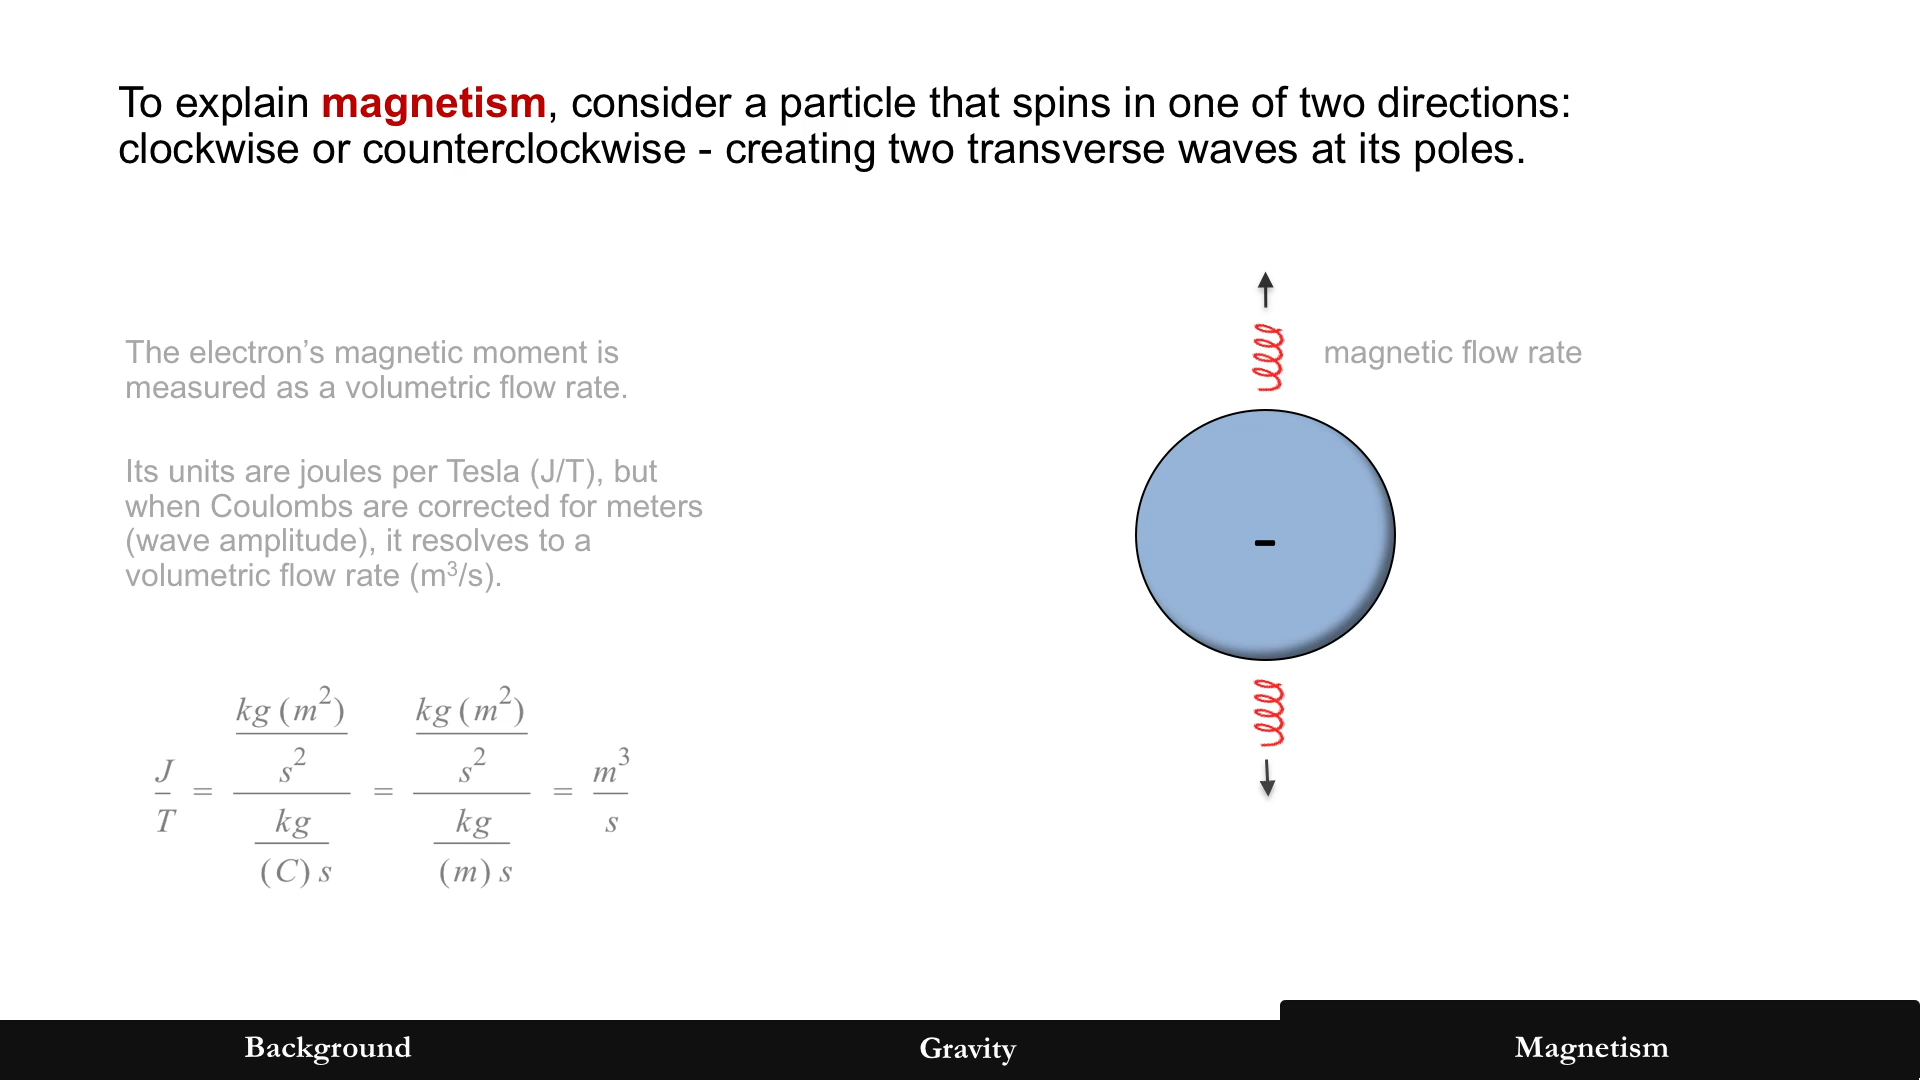 To explain magnetism, consider a particle that spins in one of two directions:
clockwise or counterclockwise - creating two transverse waves at its poles.
The electron’s magnetic moment is
measured as a volumetric flow rate.
Its units are joules per Tesla (J/T), but
when Coulombs are corrected for meters
(wave amplitude), it resolves to a
volumetric flow rate (m³/s).
J/T = (kg (m²)/s²)/(kg/((C) s)) = (kg (m²)/s²)/(kg/((m) s)) = m³/s
magnetic flow rate
-
Background
Gravity
Magnetism